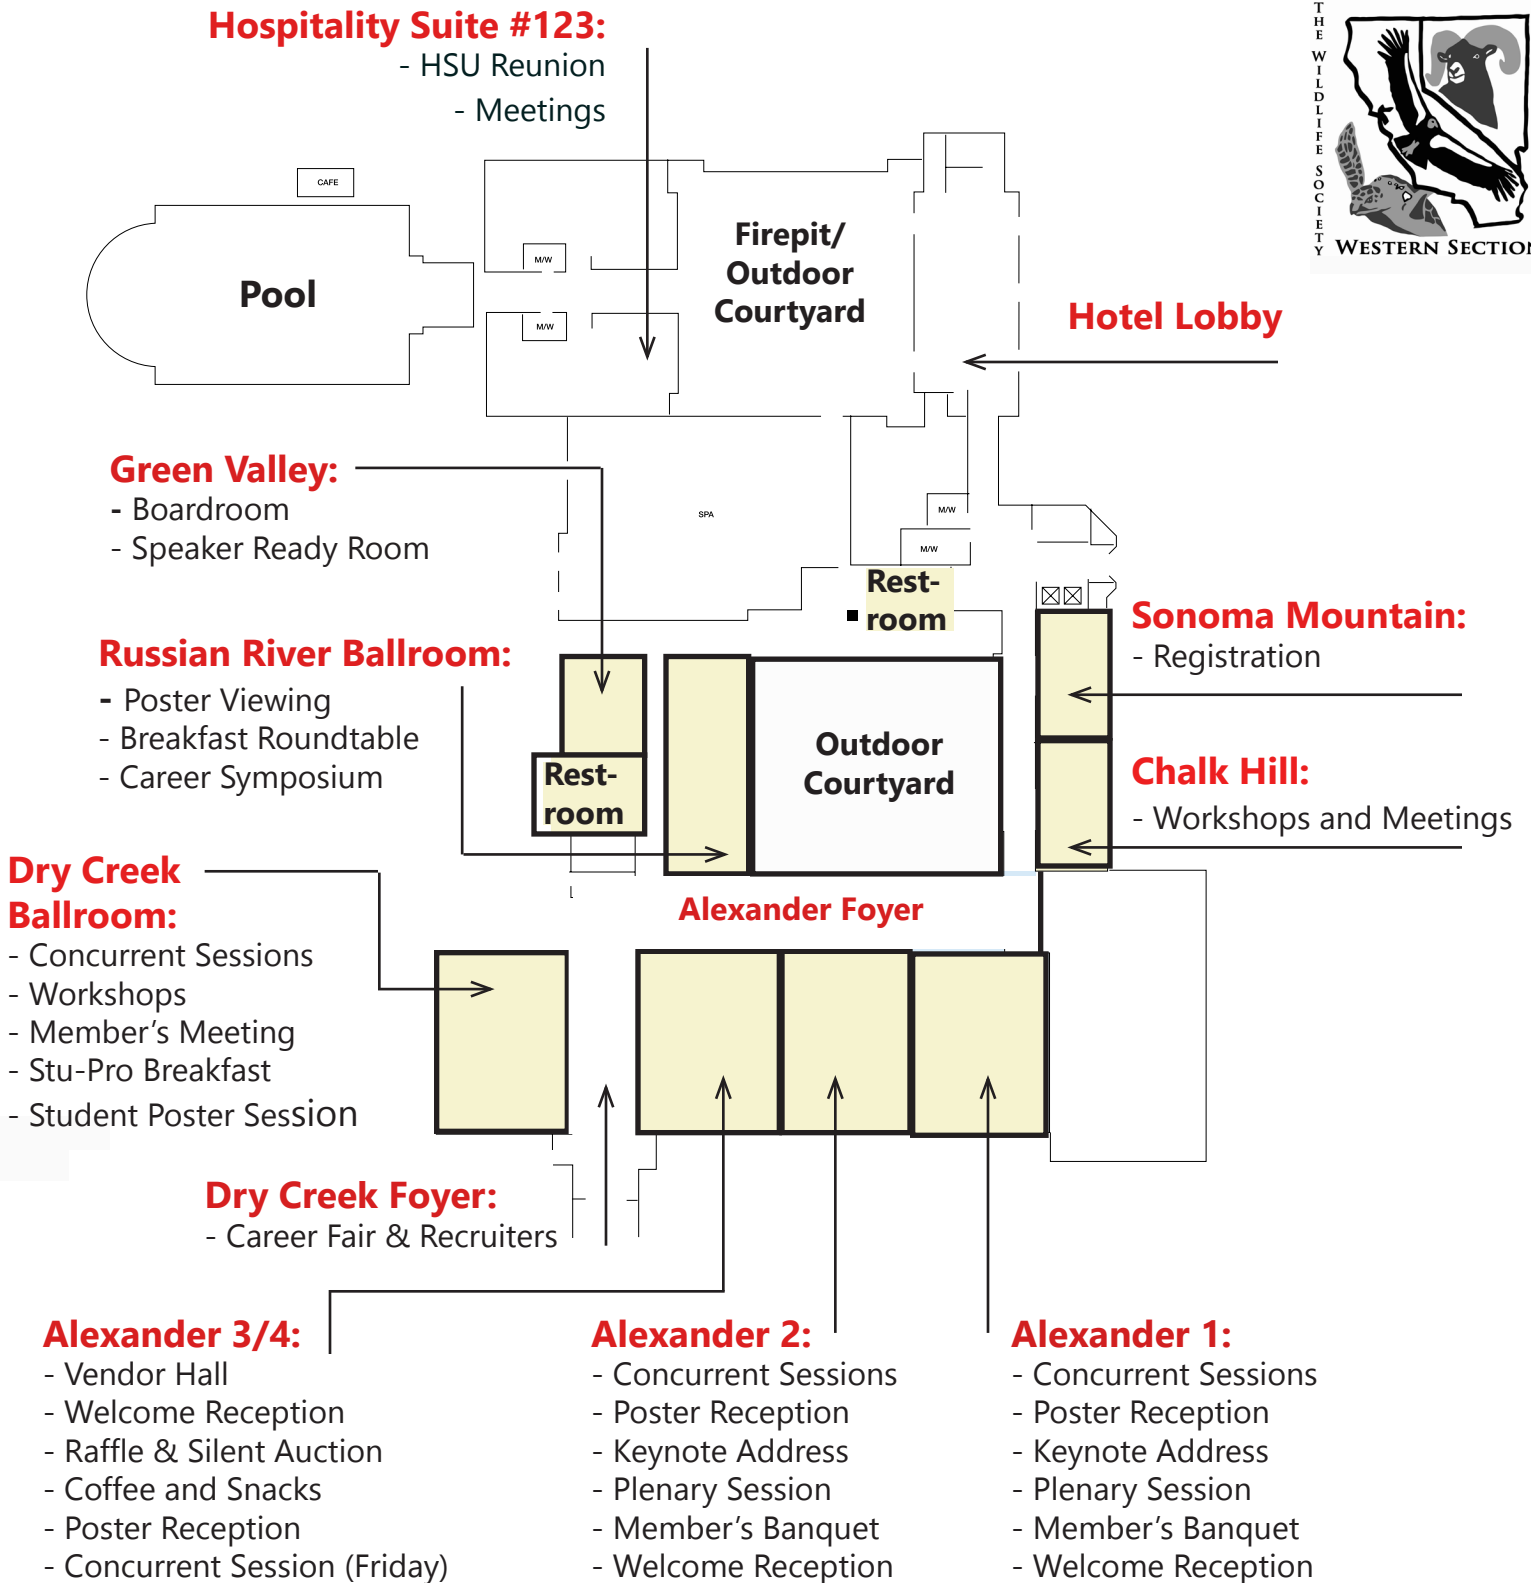 Hospitality Suite #123:
- HSU Reunion
- Meetings
THE WILDLIFE SOCIETY
WESTERN SECTION
CAFE
Pool
M/W
M/W
Firepit/
Outdoor
Courtyard
Hotel Lobby
Green Valley:
- Boardroom
- Speaker Ready Room
SPA
M/W
M/W
Rest-
room
Sonoma Mountain:
- Registration
Russian River Ballroom:
- Poster Viewing
- Breakfast Roundtable
- Career Symposium
Rest-
room
Outdoor
Courtyard
Chalk Hill:
- Workshops and Meetings
Dry Creek
Ballroom:
- Concurrent Sessions
- Workshops
- Member’s Meeting
- Stu-Pro Breakfast
- Student Poster Session
Alexander Foyer
Dry Creek Foyer:
- Career Fair & Recruiters
Alexander 3/4:
- Vendor Hall
- Welcome Reception
- Raffle & Silent Auction
- Coffee and Snacks
- Poster Reception
- Concurrent Session (Friday)
Alexander 2:
- Concurrent Sessions
- Poster Reception
- Keynote Address
- Plenary Session
- Member’s Banquet
- Welcome Reception
Alexander 1:
- Concurrent Sessions
- Poster Reception
- Keynote Address
- Plenary Session
- Member’s Banquet
- Welcome Reception